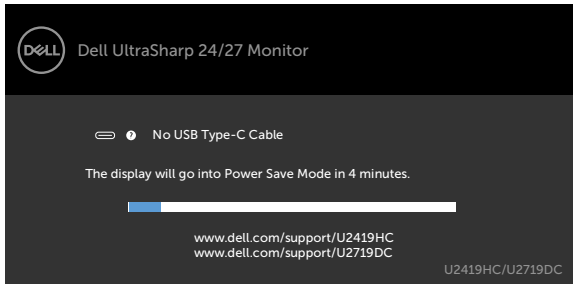 DELL
Dell UltraSharp 24/27 Monitor
? No USB Type-C Cable
The display will go into Power Save Mode in 4 minutes.
www.dell.com/support/U2419HC
www.dell.com/support/U2719DC
U2419HC/U2719DC